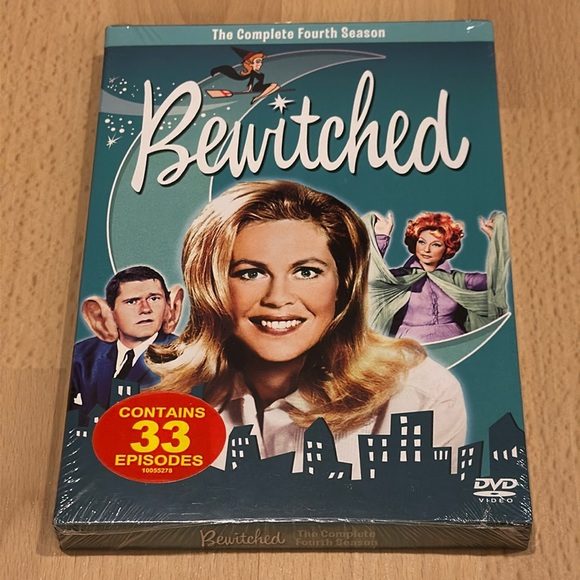 The Complete Fourth Season
Bewitched
CONTAINS
33
EPISODES
10055278
DVD
VIDEO
Bewitched
The Complete
Fourth Season